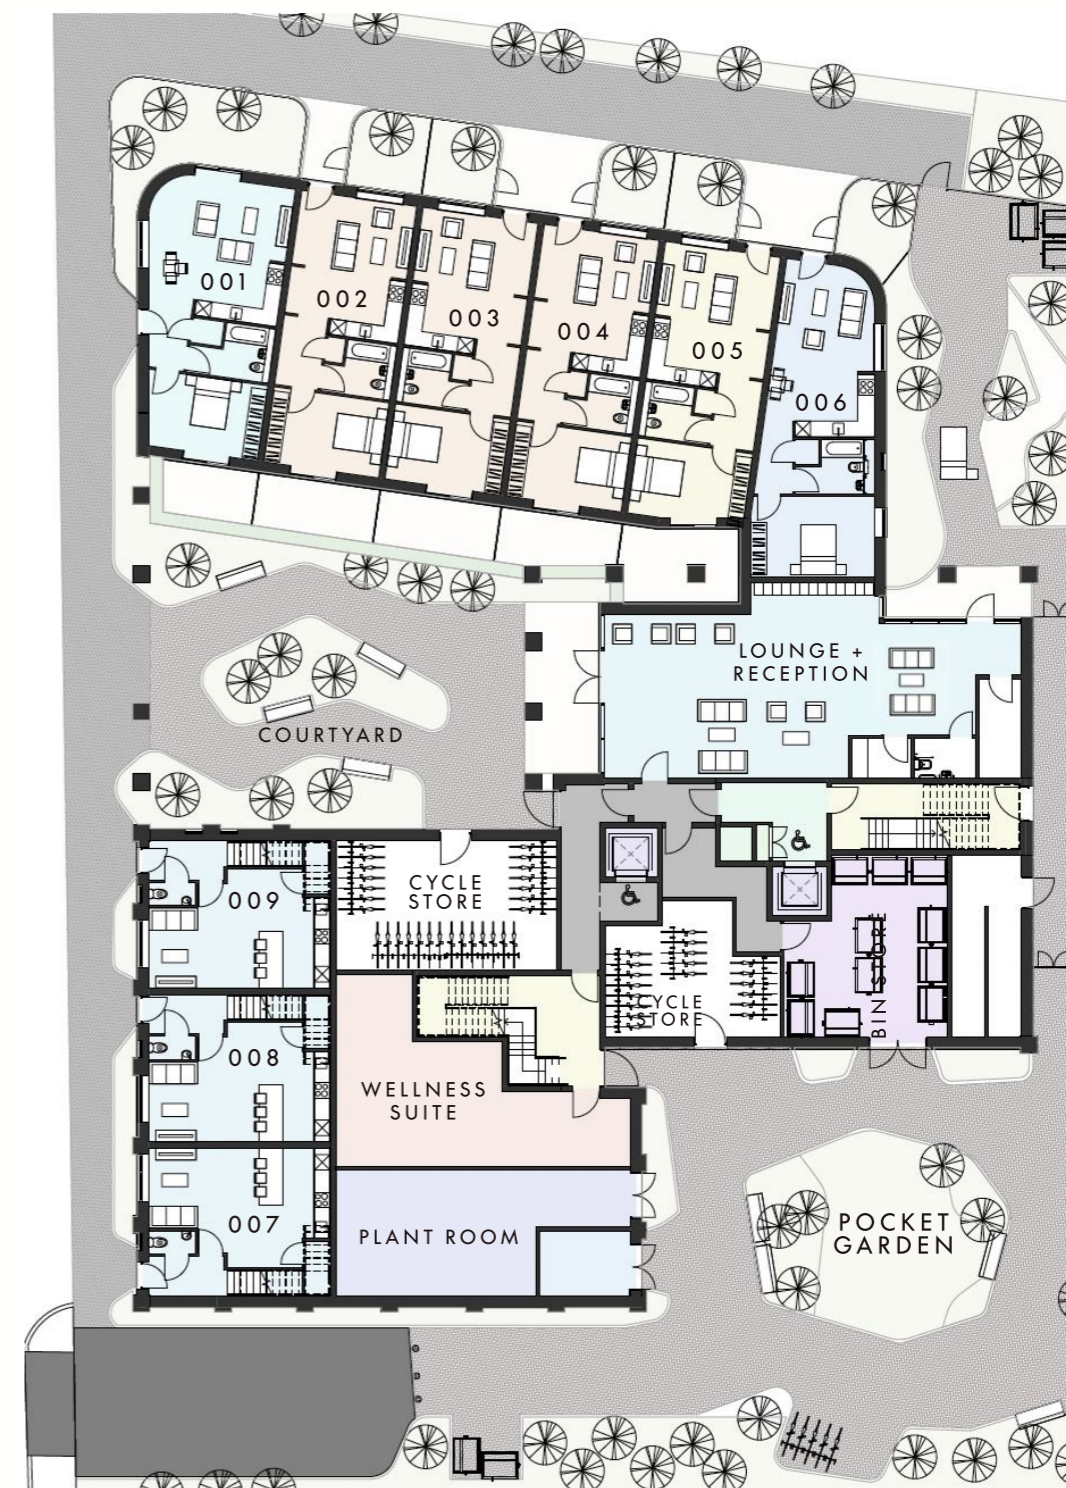 001
002
003
004
005
006
LOUNGE +
RECEPTION
COURTYARD
009
CYCLE
STORE
BIN STORE
CYCLE
STORE
008
WELLNESS
SUITE
007
PLANT ROOM
POCKET
GARDEN